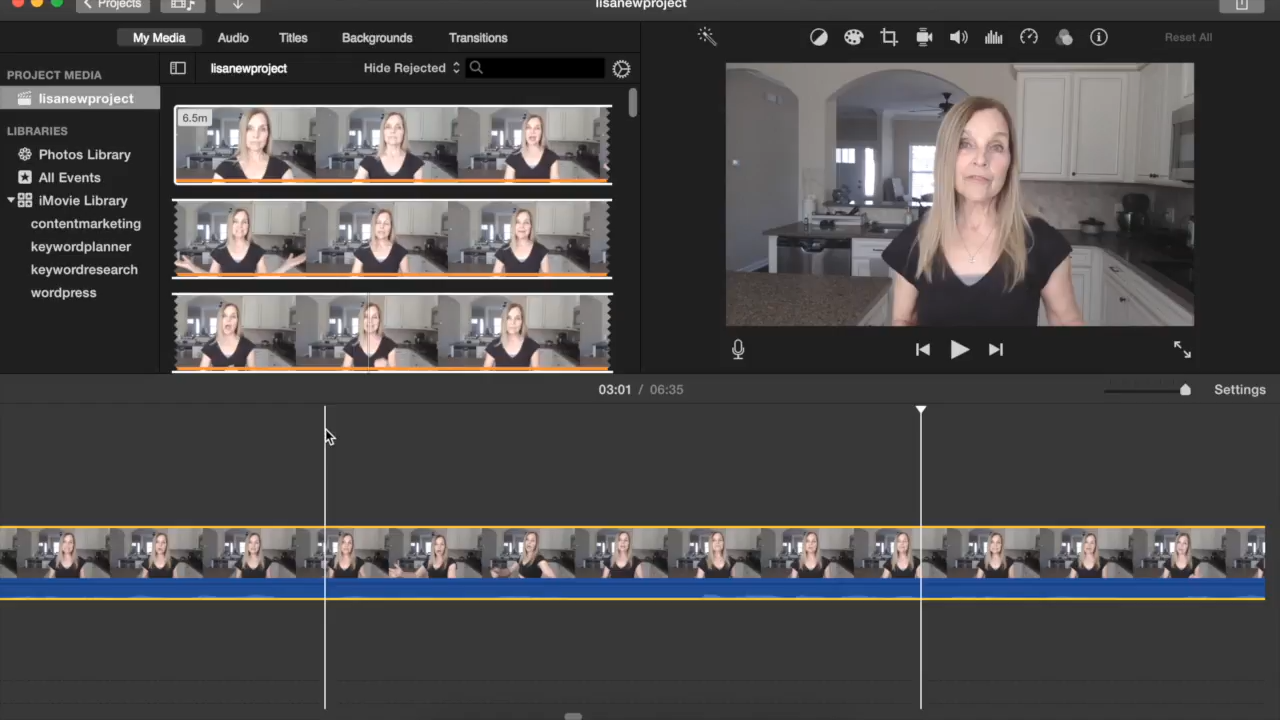 lisanewproject
Projects
My Media Audio Titles Backgrounds Transitions
Reset All
PROJECT MEDIA
lisanewproject
LIBRARIES
Photos Library
All Events
iMovie Library
contentmarketing
keywordplanner
keywordresearch
wordpress
lisanewproject Hide Rejected
6.5m
03:01 / 06:35
Settings